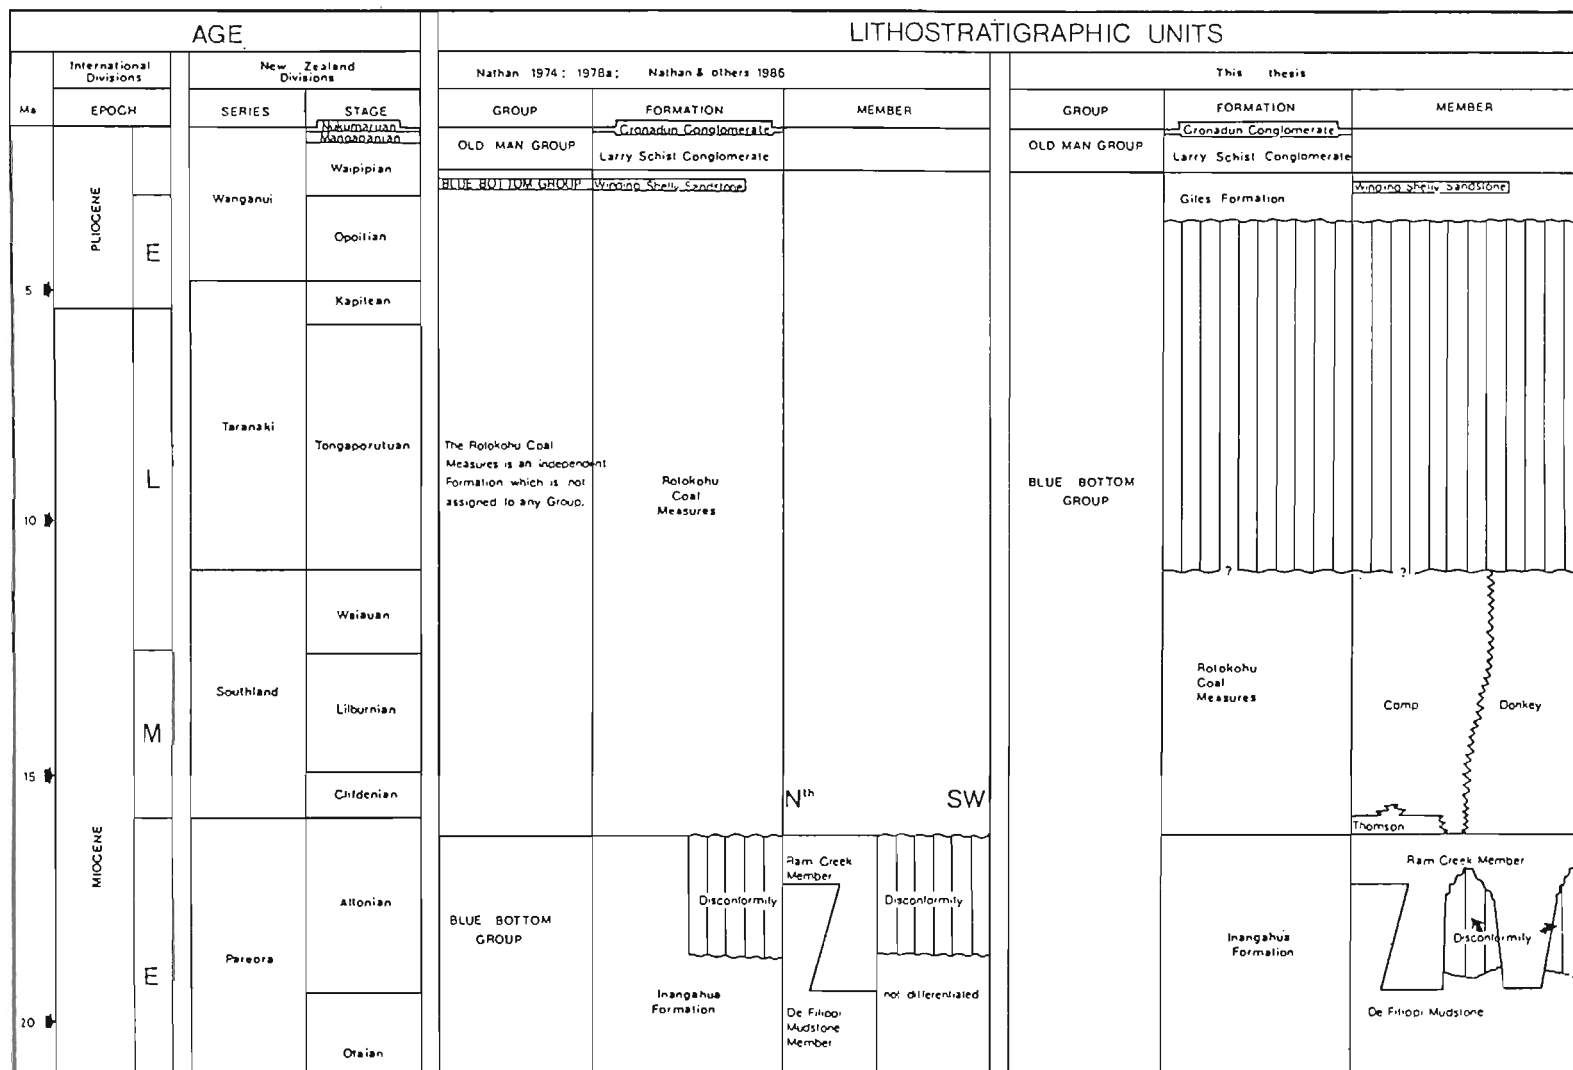 AGE
LITHOSTRATIGRAPHIC UNITS
International
Divisions
New Zealand
Divisions
Nathan 1974; 1978a; Nathan & others 1986
This thesis
Ma
EPOCH
SERIES
STAGE
GROUP
FORMATION
MEMBER
GROUP
FORMATION
MEMBER
Nukumaruan
Mangapanian
Waipipian
Opoitian
Kapitean
Tongaporutuan
Waiauan
Lilburnian
Clifdenian
Altonian
Otaian
Wanganui
Taranaki
Southland
Pareora
PLIOCENE
MIOCENE
E
L
M
E
5
10
15
20
OLD MAN GROUP
Cronadun Conglomerate
Larry Schist Conglomerate
BLUE BOTTOM GROUP
Winding Shelly Sandstone
The Rotokohu Coal
Measures is an independent
Formation which is not
assigned to any Group.
Rotokohu
Coal
Measures
Nth
SW
BLUE BOTTOM
GROUP
Disconformity
Inangahua
Formation
Ram Creek
Member
De Filippi
Mudstone
Member
Disconformity
not differentiated
OLD MAN GROUP
Cronadun Conglomerate
Larry Schist Conglomerate
Giles Formation
Winding Shelly Sandstone
BLUE BOTTOM
GROUP
?
?
Rotokohu
Coal
Measures
Camp
Donkey
Thomson
Ram Creek Member
Disconformity
Inangahua
Formation
De Filippi Mudstone